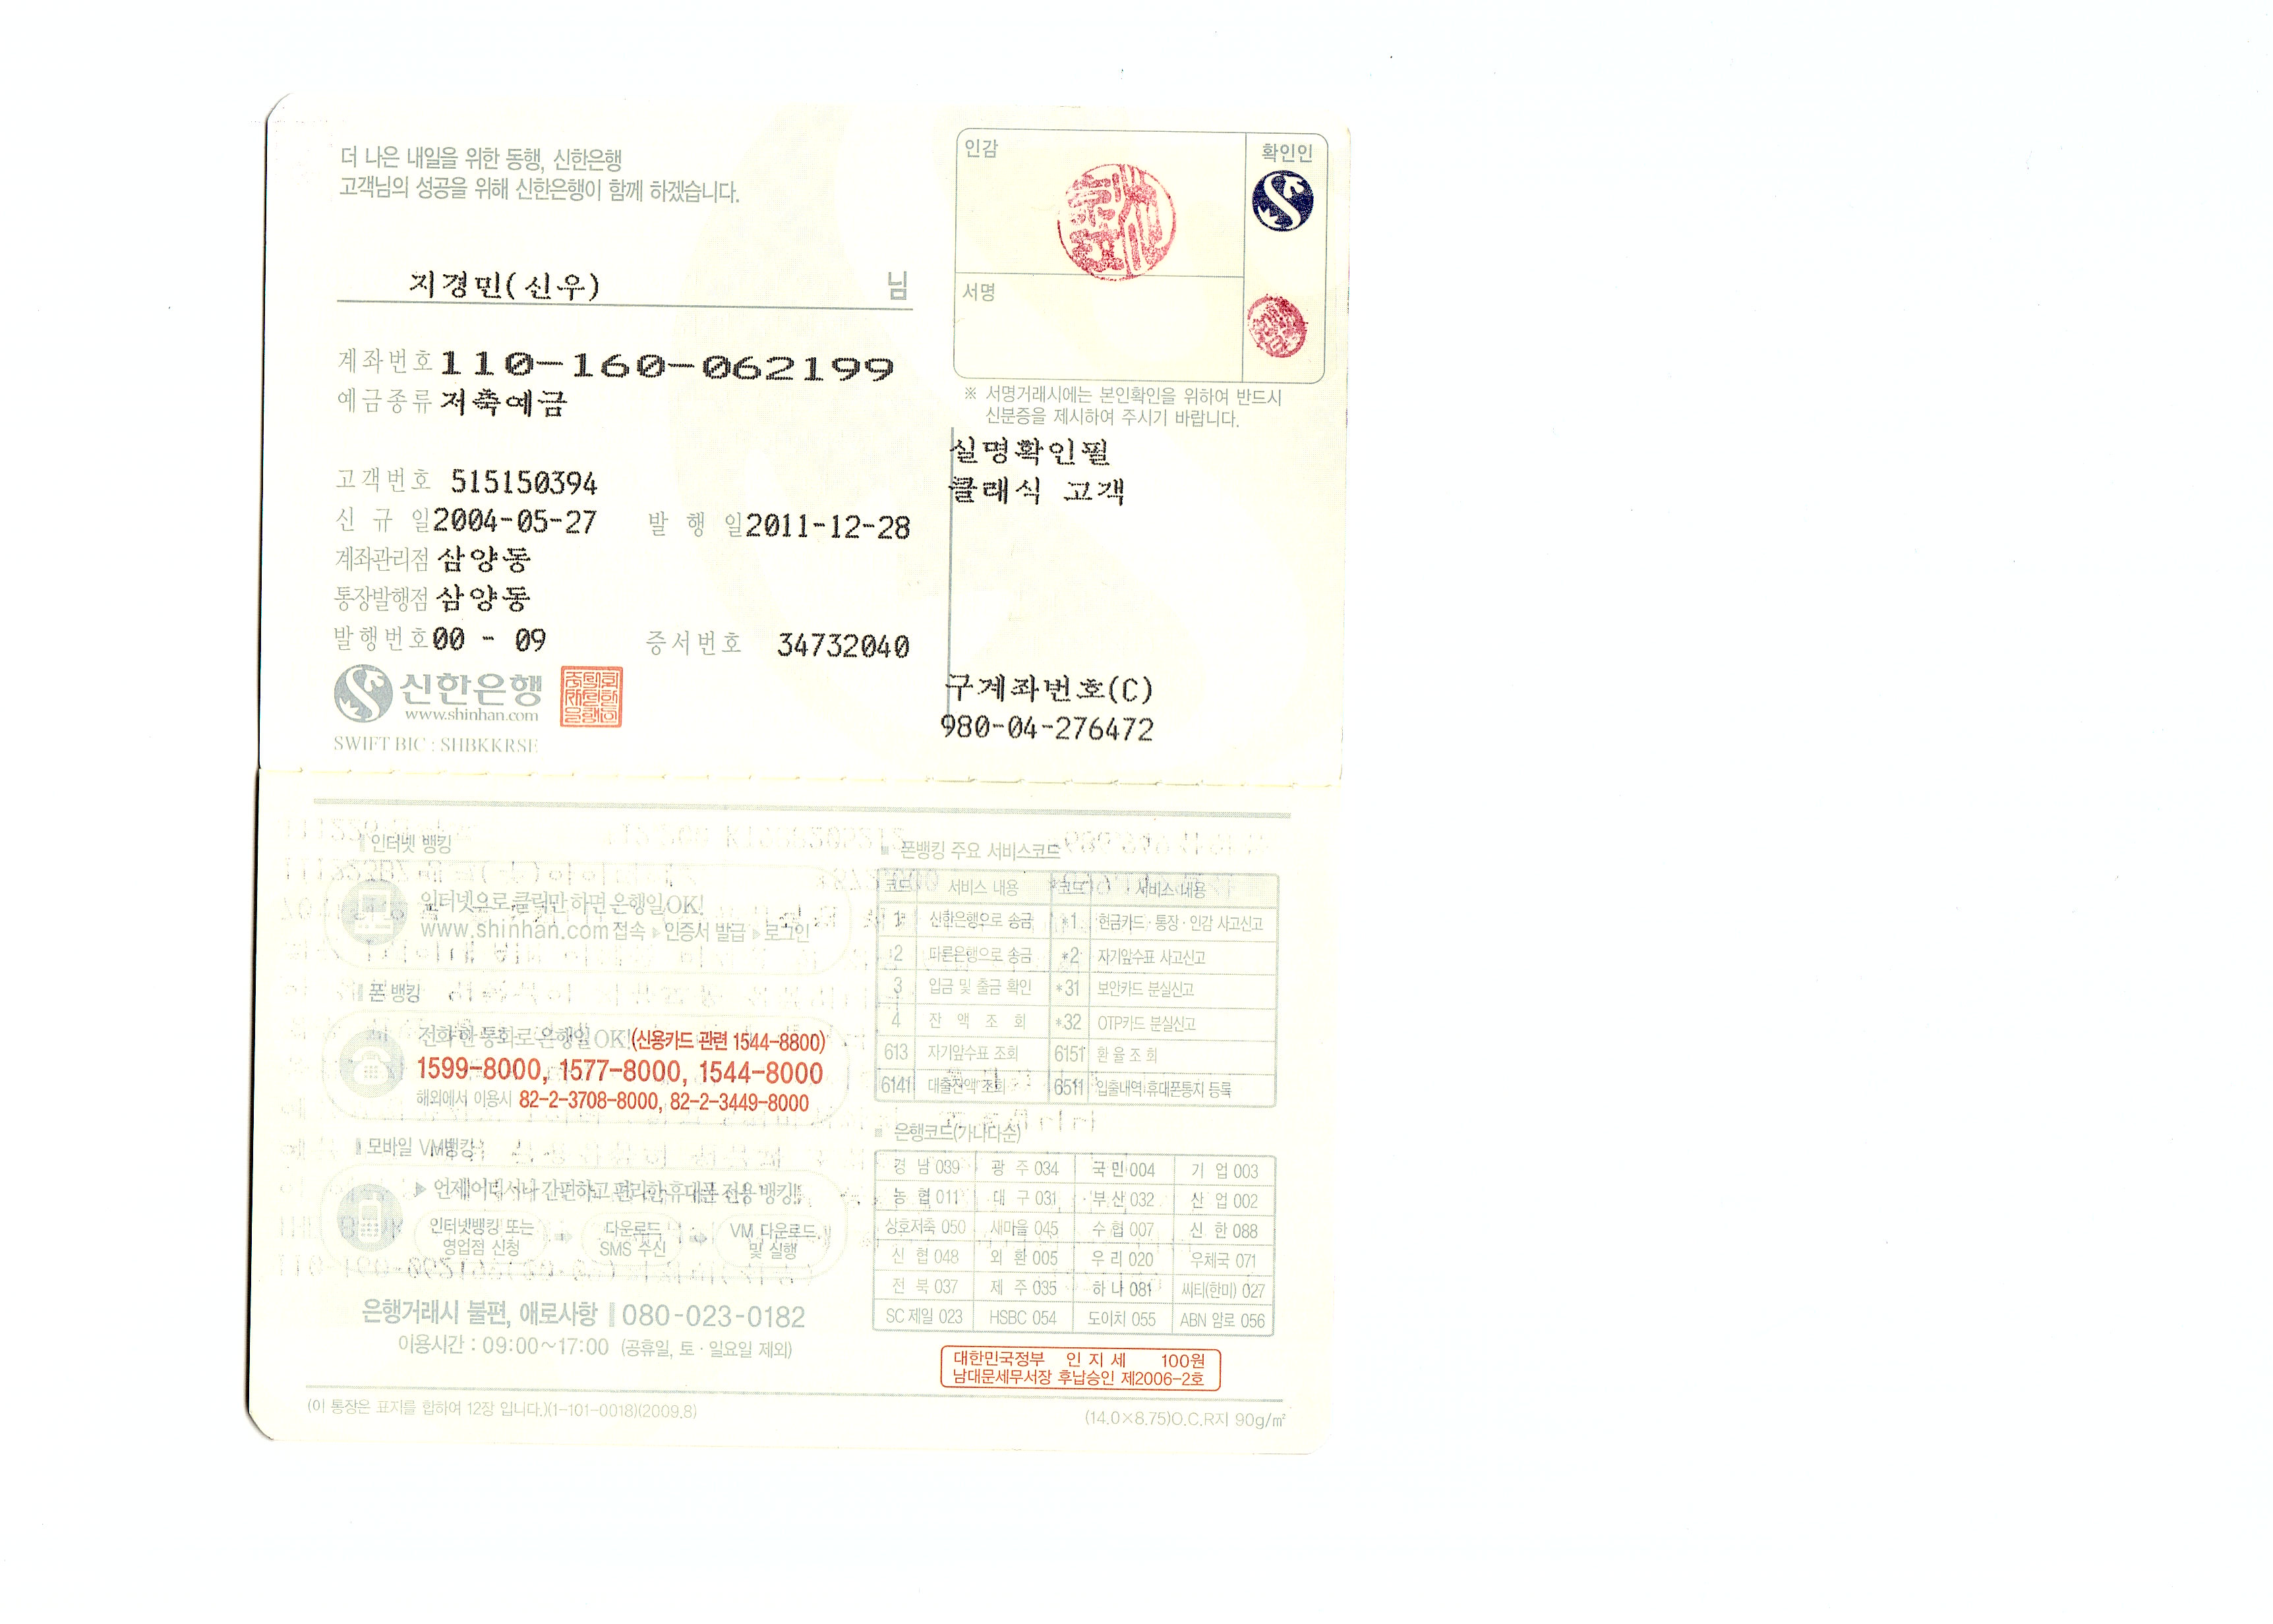 더 나은 내일을 위한 동행, 신한은행
고객님의 성공을 위해 신한은행이 함께 하겠습니다.
인감
확인인
지경민(신우) 님
서명
계좌번호 110-160-062199
예금종류 저축예금
※ 서명거래시에는 본인확인을 위하여 반드시
신분증을 제시하여 주시기 바랍니다.
실명확인필
클래식 고객
고객번호 515150394
신 규 일 2004-05-27 발 행 일 2011-12-28
계좌관리점 삼양동
통장발행점 삼양동
발행번호 00 - 09 증서번호 34732040
신한은행
www.shinhan.com
SWIFT BIC : SHBKKRSE
구계좌번호(C)
980-04-276472
인터넷 뱅킹
인터넷으로 클릭만 하면 은행일 OK!
www.shinhan.com 접속 ▶ 인증서 발급 ▶ 로그인
폰 뱅킹
전화 한 통화로 은행일 OK! (신용카드 관련 1544-8800)
1599-8000, 1577-8000, 1544-8000
해외에서 이용시 82-2-3708-8000, 82-2-3449-8000
모바일 VM뱅킹
▶ 언제 어디서나 간편하고 편리한 휴대폰 전용 뱅킹!
인터넷뱅킹 또는 영업점 신청
다운로드 SMS 수신
VM 다운로드 및 실행
은행거래시 불편, 애로사항 080-023-0182
이용시간 : 09:00~17:00 (공휴일, 토·일요일 제외)
폰뱅킹 주요 서비스코드
코드 서비스 내용 코드 서비스 내용
1 신한은행으로 송금 *1 현금카드·통장·인감 사고신고
2 다른은행으로 송금 *2 자기앞수표 사고신고
3 입금 및 출금 확인 *31 보안카드 분실신고
4 잔 액 조 회 *32 OTP카드 분실신고
613 자기앞수표 조회 6151 환율조회
6141 대출잔액 조회 6511 입출내역 휴대폰통지 등록
은행코드(가나다순)
경 남 039 광 주 034 국 민 004 기 업 003
농 협 011 대 구 031 부 산 032 산 업 002
상호저축 050 새마을 045 수 협 007 신 한 088
신 협 048 외 환 005 우 리 020 우체국 071
전 북 037 제 주 035 하 나 081 씨티(한미) 027
SC 제일 023 HSBC 054 도이치 055 ABN 암로 056
대한민국정부 인 지 세 100원
남대문세무서장 후납승인 제2006-2호
(이 통장은 표지를 합하여 12장 입니다.)(1-101-0018)(2009.8)
(14.0×8.75)O.C.R지 90g/㎡